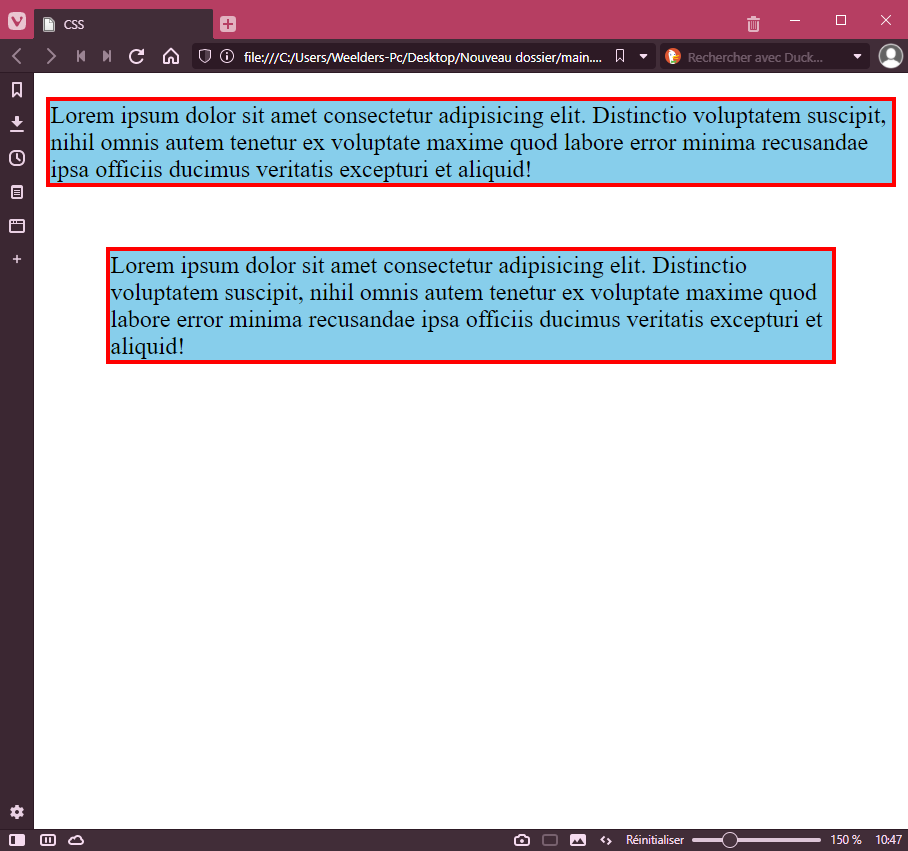 CSS
file:///C:/Users/Weelders-Pc/Desktop/Nouveau dossier/main....
Rechercher avec Duck...
Lorem ipsum dolor sit amet consectetur adipisicing elit. Distinctio voluptatem suscipit,
nihil omnis autem tenetur ex voluptate maxime quod labore error minima recusandae
ipsa officiis ducimus veritatis excepturi et aliquid!
Lorem ipsum dolor sit amet consectetur adipisicing elit. Distinctio
voluptatem suscipit, nihil omnis autem tenetur ex voluptate maxime quod
labore error minima recusandae ipsa officiis ducimus veritatis excepturi et
aliquid!
Réinitialiser
150 %
10:47